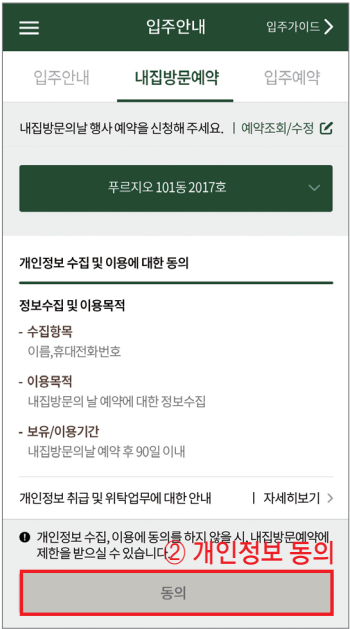 입주안내
입주가이드
입주안내
내집방문예약
입주예약
내집방문의날 행사 예약을 신청해 주세요. | 예약조회/수정
푸르지오 101동 2017호
개인정보 수집 및 이용에 대한 동의
정보수집 및 이용목적
- 수집항목
이름,휴대전화번호
- 이용목적
내집방문의 날 예약에 대한 정보수집
- 보유/이용기간
내집방문의날 예약 후 90일 이내
개인정보 취급 및 위탁업무에 대한 안내 | 자세히보기
개인정보 수집, 이용에 동의를 하지 않을 시, 내집방문예약에
제한을 받으실 수 있습니다.
② 개인정보 동의
동의